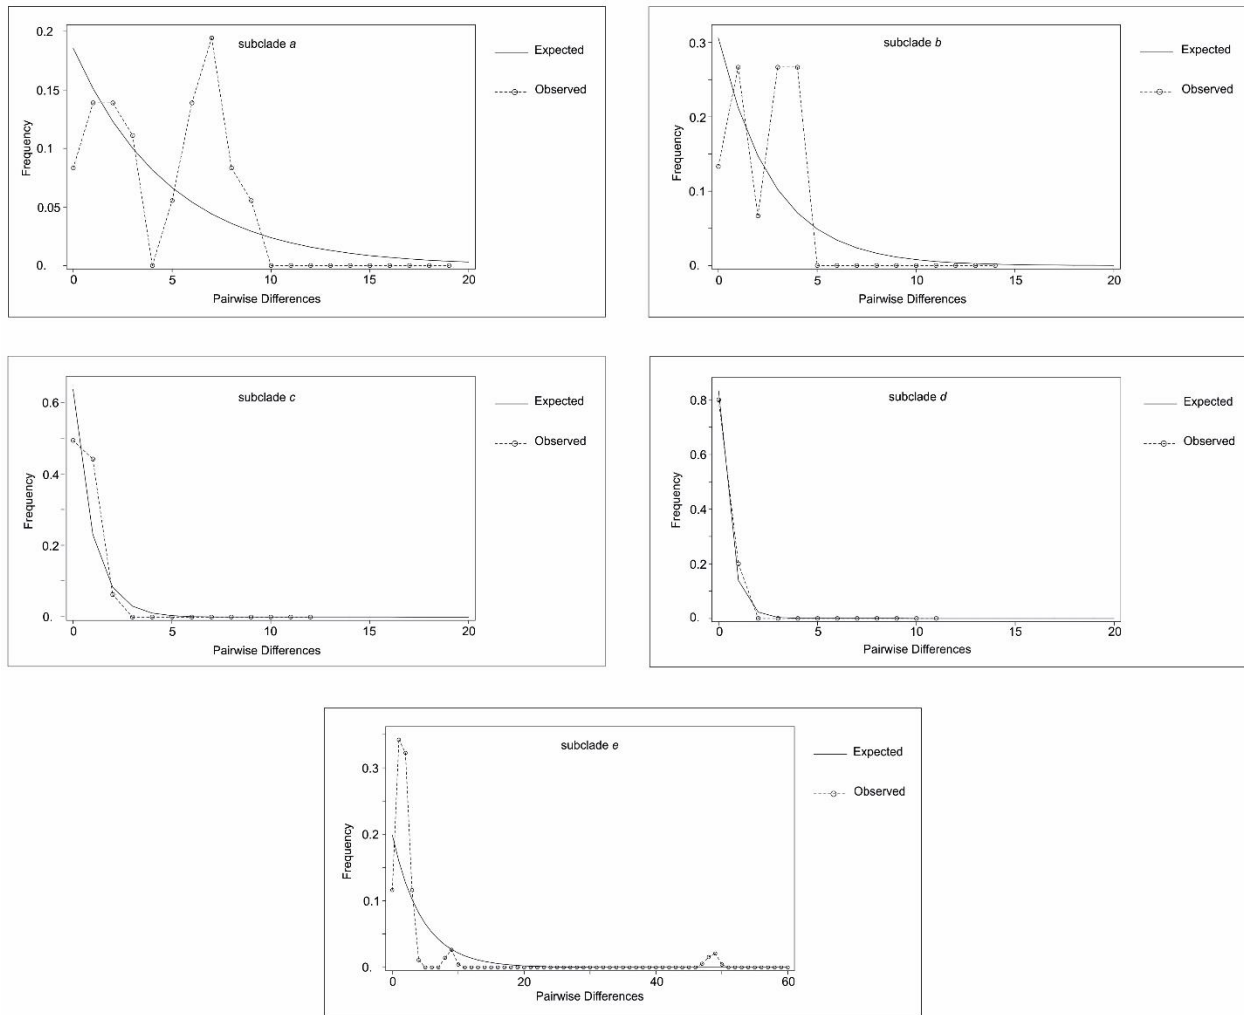 subclade a
Expected
Observed
Frequency
0.2
0.15
0.1
0.05
0.
0 5 10 15 20
Pairwise Differences
subclade b
Expected
Observed
Frequency
0.3
0.2
0.1
0.
0 5 10 15 20
Pairwise Differences
subclade c
Expected
Observed
Frequency
0.6
0.4
0.2
0.
0 5 10 15 20
Pairwise Differences
subclade d
Expected
Observed
Frequency
0.8
0.6
0.4
0.2
0.
0 5 10 15 20
Pairwise Differences
subclade e
Expected
Observed
Frequency
0.3
0.2
0.1
0.
0 20 40 60
Pairwise Differences